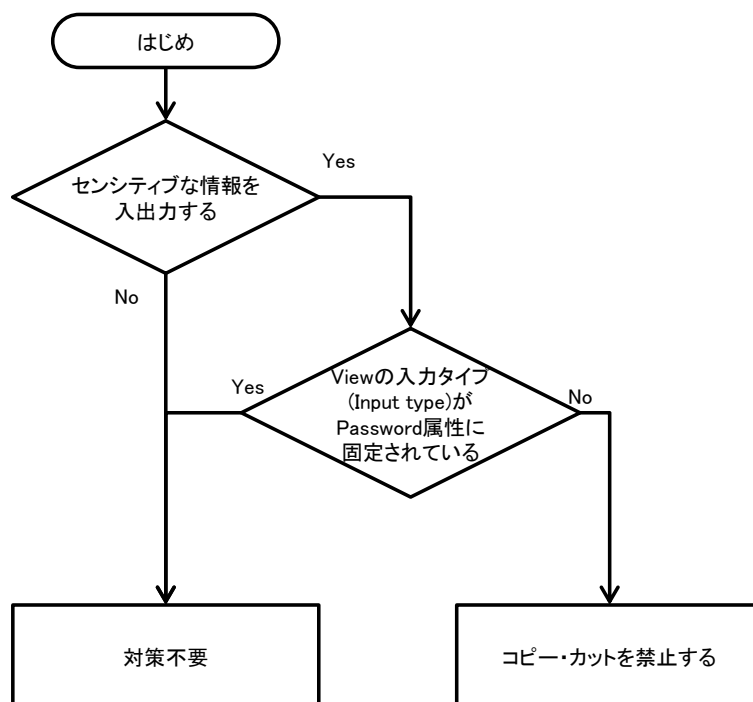 はじめ
センシティブな情報を
入出力する
Yes
No
Viewの入力タイプ
(Input type)が
Password属性に
固定されている
Yes
No
対策不要
コピー・カットを禁止する